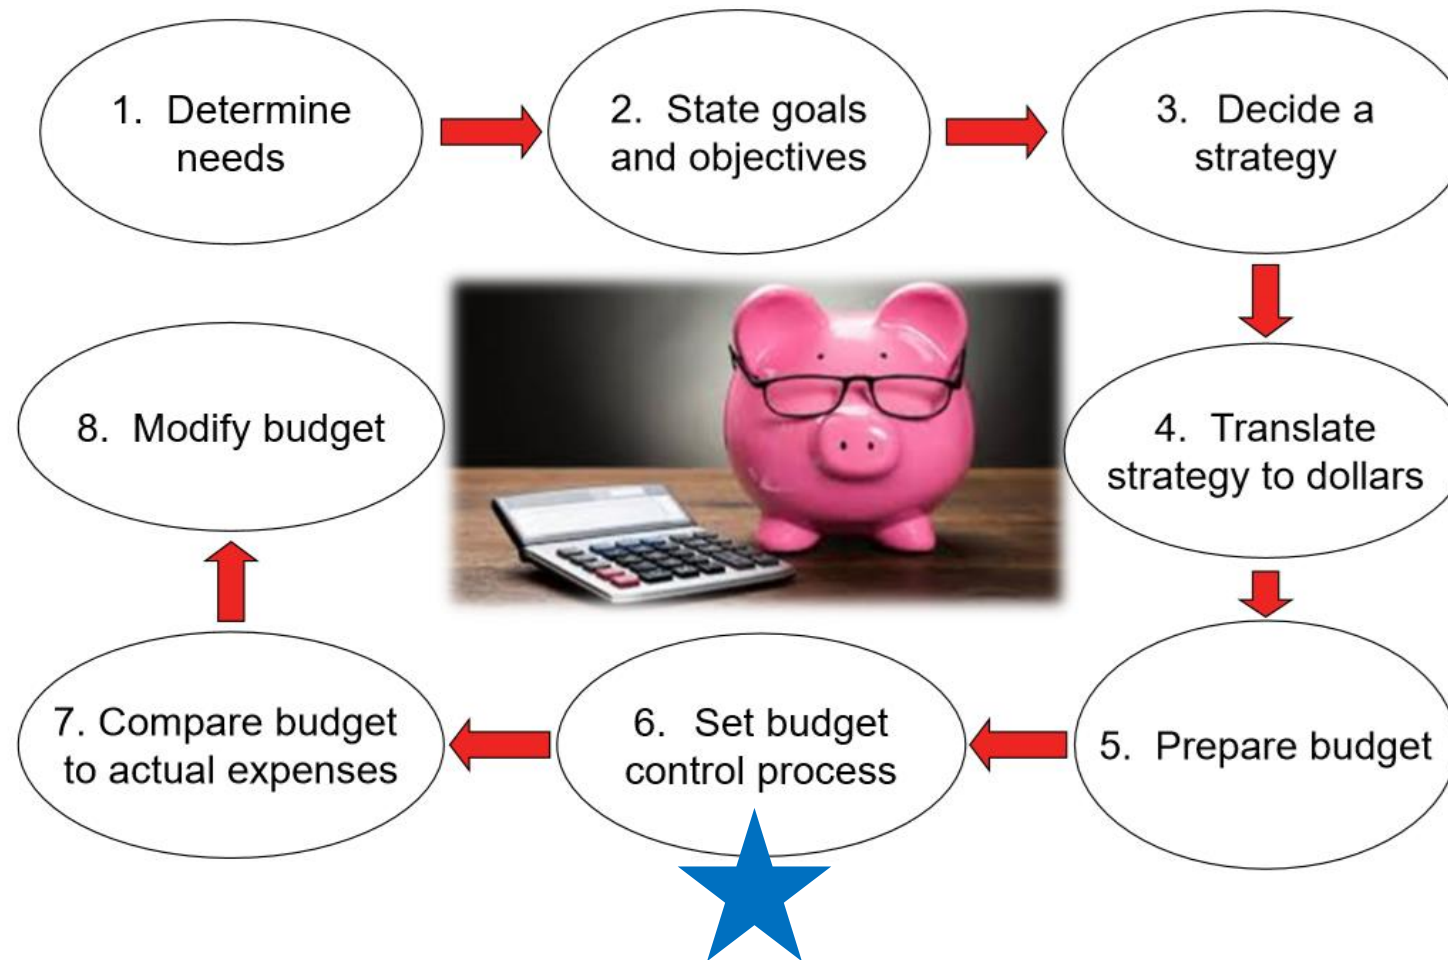 1. Determine
needs
2. State goals
and objectives
3. Decide a
strategy
4. Translate
strategy to dollars
5. Prepare budget
6. Set budget
control process
7. Compare budget
to actual expenses
8. Modify budget